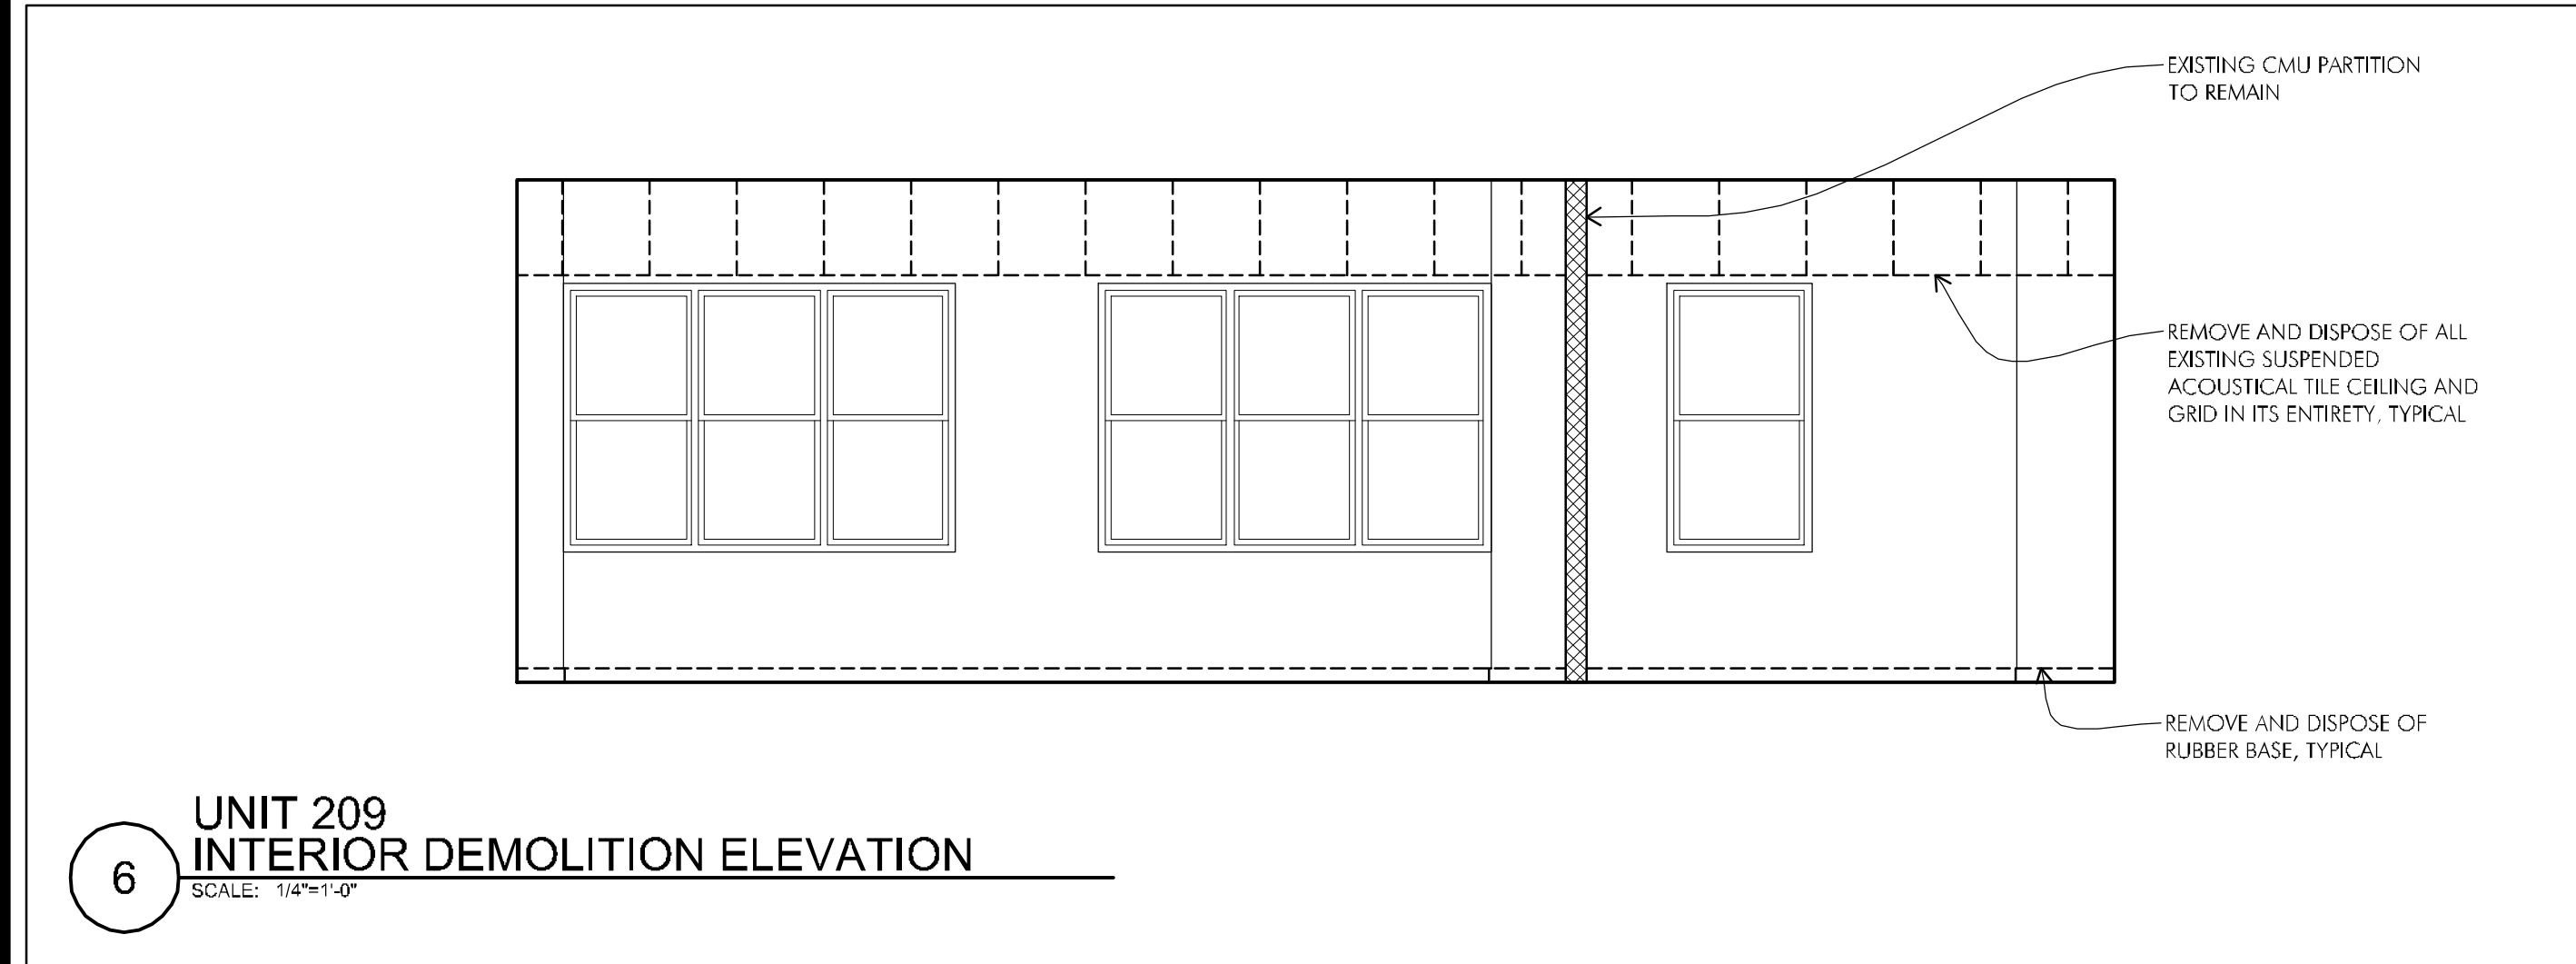 EXISTING CMU PARTITION
TO REMAIN
REMOVE AND DISPOSE OF ALL
EXISTING SUSPENDED
ACOUSTICAL TILE CEILING AND
GRID IN ITS ENTIRETY, TYPICAL
REMOVE AND DISPOSE OF
RUBBER BASE, TYPICAL
6
UNIT 209
INTERIOR DEMOLITION ELEVATION
SCALE: 1/4"=1'-0"